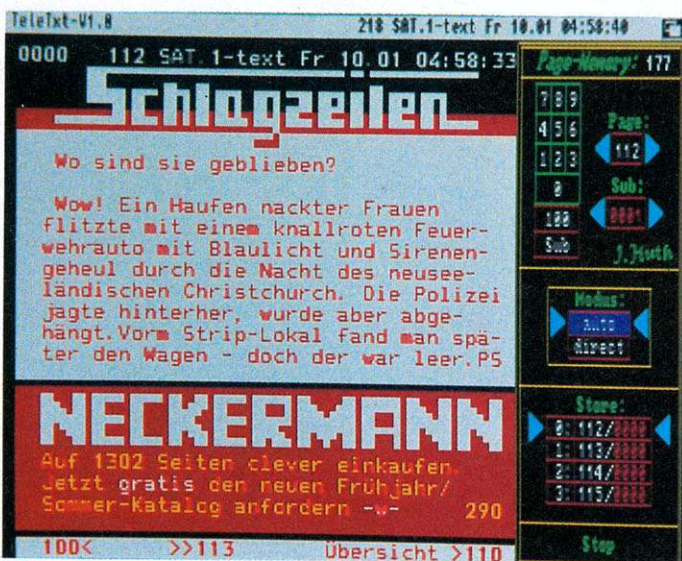 TeleTxt-V1.0 218 SAT.1-text Fr 10.01 04:58:40
0000 112 SAT.1-text Fr 10.01 04:58:33
Schlagzeilen
Wo sind sie geblieben?
Wow! Ein Haufen nackter Frauen
flitzte mit einem knallroten Feuer-
wehrauto mit Blaulicht und Sirenen-
geheul durch die Nacht des neusee-
ländischen Christchurch. Die Polizei
jagte hinterher, wurde aber abge-
hängt.Vorm Strip-Lokal fand man spä-
ter den Wagen - doch der war leer.PS
NECKERMANN
Auf 1302 Seiten clever einkaufen.
Jetzt gratis den neuen Frühjahr/
Sommer-Katalog anfordern -w- 290
100< >>113 Übersicht >110
Page-Memory: 177
7 8 9
4 5 6
1 2 3
0
100
Sub
Page:
112
Sub:
0001
J.Huth
Modus:
auto
direct
Store:
0: 112/
1: 113/
2: 114/
3: 115/
Stop